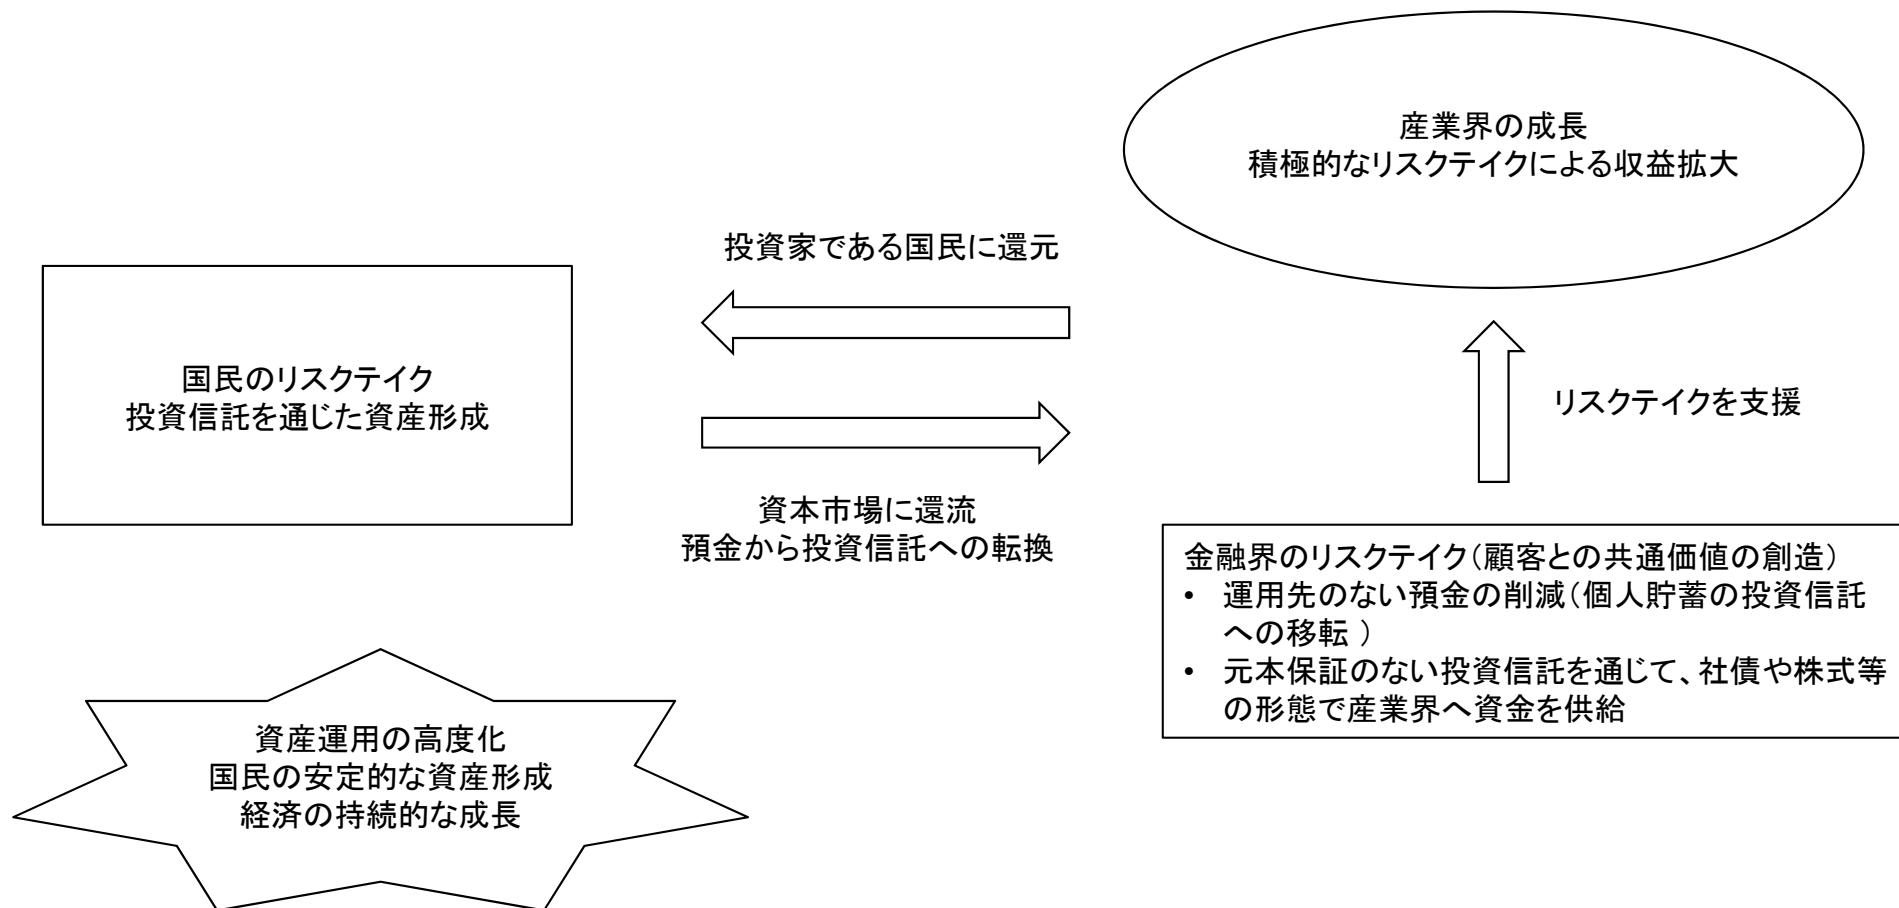 産業界の成長
積極的なリスクテイクによる収益拡大
投資家である国民に還元
国民のリスクテイク
投資信託を通じた資産形成
リスクテイクを支援
資本市場に還流
預金から投資信託への転換
金融界のリスクテイク（顧客との共通価値の創造）
• 運用先のない預金の削減（個人貯蓄の投資信託
への移転 ）
• 元本保証のない投資信託を通じて、社債や株式等
の形態で産業界へ資金を供給
資産運用の高度化
国民の安定的な資産形成
経済の持続的な成長